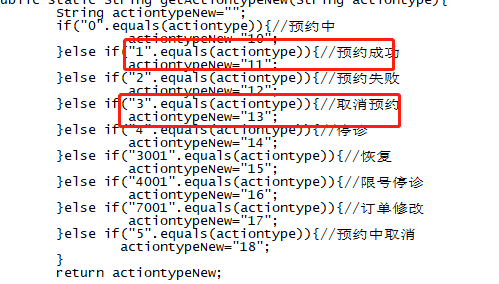 public static String getActiontypeNew(String actiontype){
String actiontypeNew="";
if("0".equals(actiontype)){//预约中
actiontypeNew="10";
}else if("1".equals(actiontype)){//预约成功
actiontypeNew="11";
}else if("2".equals(actiontype)){//预约失败
actiontypeNew="12";
}else if("3".equals(actiontype)){//取消预约
actiontypeNew="13";
}else if("4".equals(actiontype)){//停诊
actiontypeNew="14";
}else if("3001".equals(actiontype)){//恢复
actiontypeNew="15";
}else if("4001".equals(actiontype)){//限号停诊
actiontypeNew="16";
}else if("7001".equals(actiontype)){//订单修改
actiontypeNew="17";
}else if("5".equals(actiontype)){//预约中取消
actiontypeNew="18";
}
return actiontypeNew;